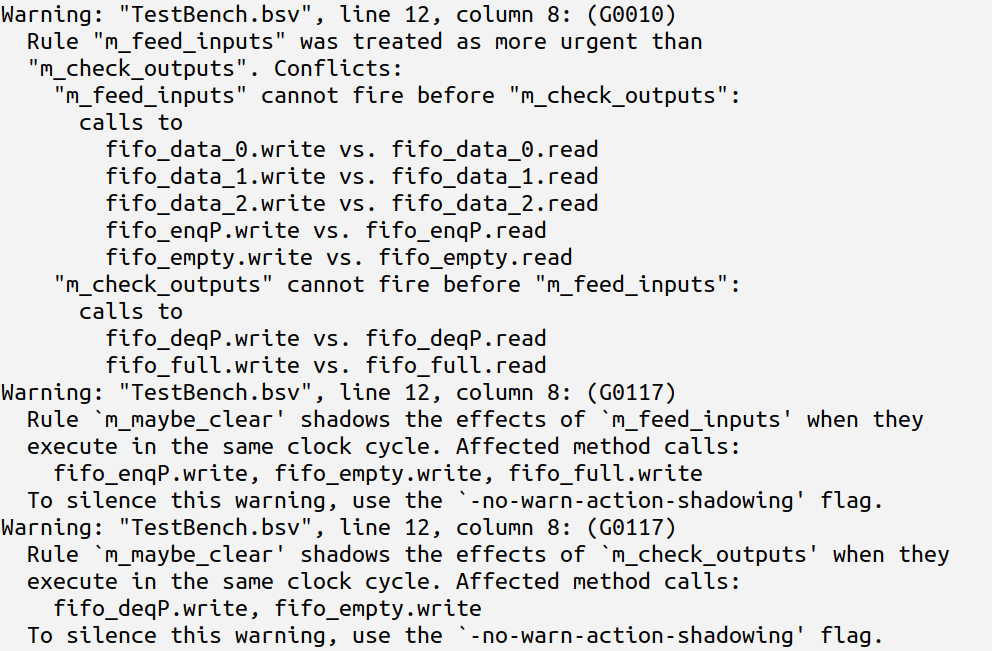 Warning: "TestBench.bsv", line 12, column 8: (G0010)
  Rule "m_feed_inputs" was treated as more urgent than
  "m_check_outputs". Conflicts:
    "m_feed_inputs" cannot fire before "m_check_outputs":
      calls to
        fifo_data_0.write vs. fifo_data_0.read
        fifo_data_1.write vs. fifo_data_1.read
        fifo_data_2.write vs. fifo_data_2.read
        fifo_enqP.write vs. fifo_enqP.read
        fifo_empty.write vs. fifo_empty.read
    "m_check_outputs" cannot fire before "m_feed_inputs":
      calls to
        fifo_deqP.write vs. fifo_deqP.read
        fifo_full.write vs. fifo_full.read
Warning: "TestBench.bsv", line 12, column 8: (G0117)
  Rule `m_maybe_clear' shadows the effects of `m_feed_inputs' when they
  execute in the same clock cycle. Affected method calls:
    fifo_enqP.write, fifo_empty.write, fifo_full.write
  To silence this warning, use the `-no-warn-action-shadowing' flag.
Warning: "TestBench.bsv", line 12, column 8: (G0117)
  Rule `m_maybe_clear' shadows the effects of `m_check_outputs' when they
  execute in the same clock cycle. Affected method calls:
    fifo_deqP.write, fifo_empty.write
  To silence this warning, use the `-no-warn-action-shadowing' flag.